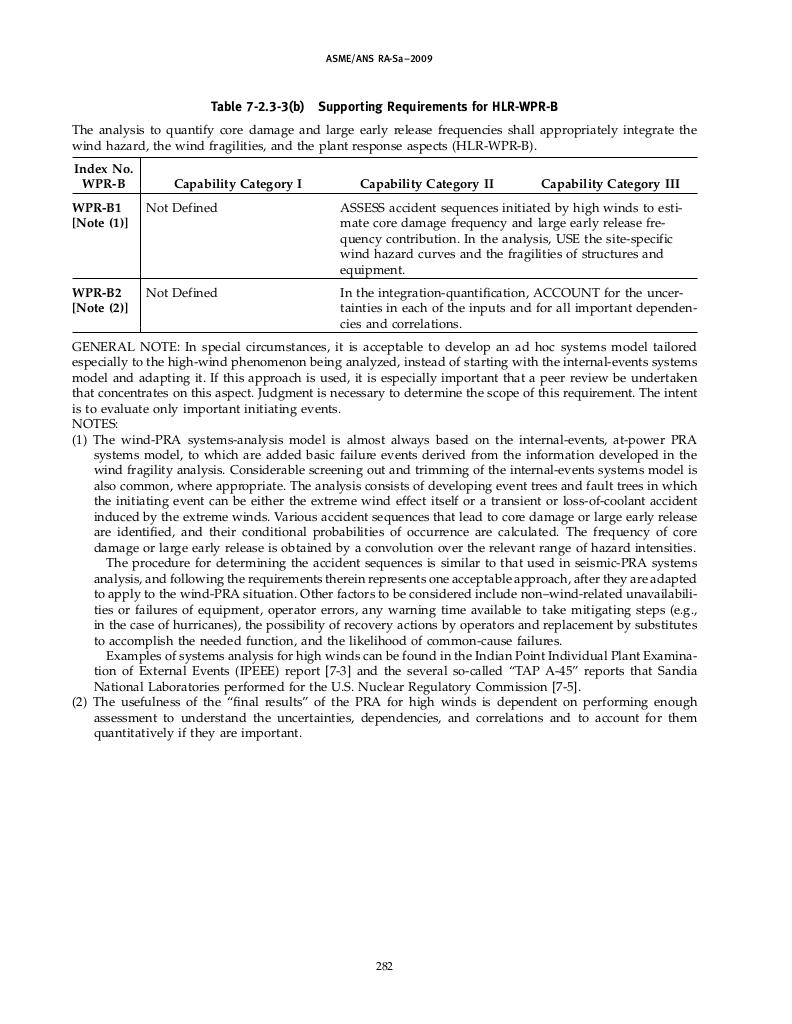 ASME/ANS RA-Sa–2009
Table 7-2.3-3(b) Supporting Requirements for HLR-WPR-B
The analysis to quantify core damage and large early release frequencies shall appropriately integrate the
wind hazard, the wind fragilities, and the plant response aspects (HLR-WPR-B).
Index No.
WPR-B Capability Category I Capability Category II Capability Category III
WPR-B1 Not Defined ASSESS accident sequences initiated by high winds to esti-
[Note (1)] mate core damage frequency and large early release fre-
quency contribution. In the analysis, USE the site-specific
wind hazard curves and the fragilities of structures and
equipment.
WPR-B2 Not Defined In the integration-quantification, ACCOUNT for the uncer-
[Note (2)] tainties in each of the inputs and for all important dependen-
cies and correlations.
GENERAL NOTE: In special circumstances, it is acceptable to develop an ad hoc systems model tailored
especially to the high-wind phenomenon being analyzed, instead of starting with the internal-events systems
model and adapting it. If this approach is used, it is especially important that a peer review be undertaken
that concentrates on this aspect. Judgment is necessary to determine the scope of this requirement. The intent
is to evaluate only important initiating events.
NOTES:
(1) The wind-PRA systems-analysis model is almost always based on the internal-events, at-power PRA
systems model, to which are added basic failure events derived from the information developed in the
wind fragility analysis. Considerable screening out and trimming of the internal-events systems model is
also common, where appropriate. The analysis consists of developing event trees and fault trees in which
the initiating event can be either the extreme wind effect itself or a transient or loss-of-coolant accident
induced by the extreme winds. Various accident sequences that lead to core damage or large early release
are identified, and their conditional probabilities of occurrence are calculated. The frequency of core
damage or large early release is obtained by a convolution over the relevant range of hazard intensities.
The procedure for determining the accident sequences is similar to that used in seismic-PRA systems
analysis, and following the requirements therein represents one acceptable approach, after they are adapted
to apply to the wind-PRA situation. Other factors to be considered include non–wind-related unavailabili-
ties or failures of equipment, operator errors, any warning time available to take mitigating steps (e.g.,
in the case of hurricanes), the possibility of recovery actions by operators and replacement by substitutes
to accomplish the needed function, and the likelihood of common-cause failures.
Examples of systems analysis for high winds can be found in the Indian Point Individual Plant Examina-
tion of External Events (IPEEE) report [7-3] and the several so-called “TAP A-45” reports that Sandia
National Laboratories performed for the U.S. Nuclear Regulatory Commission [7-5].
(2) The usefulness of the “final results” of the PRA for high winds is dependent on performing enough
assessment to understand the uncertainties, dependencies, and correlations and to account for them
quantitatively if they are important.
282